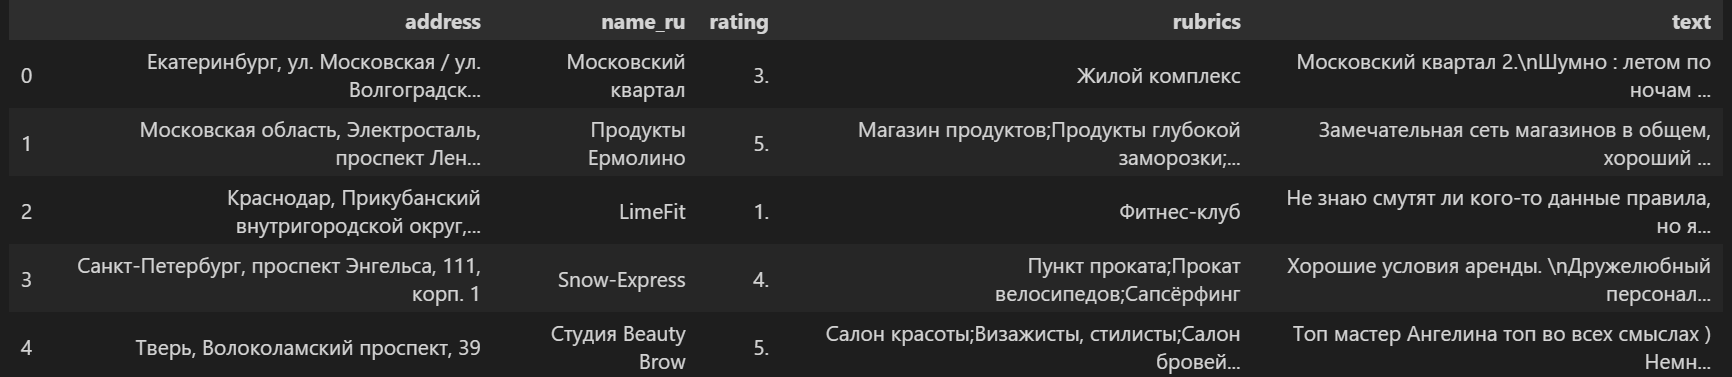 address name_ru rating rubrics text
0 Екатеринбург, ул. Московская / ул. Волгоградск... Московский квартал 3. Жилой комплекс Московский квартал 2.\nШумно : летом по ночам ...
1 Московская область, Электросталь, проспект Лен... Продукты Ермолино 5. Магазин продуктов;Продукты глубокой заморозки;... Замечательная сеть магазинов в общем, хороший ...
2 Краснодар, Прикубанский внутригородской округ,... LimeFit 1. Фитнес-клуб Не знаю смутят ли кого-то данные правила, но я...
3 Санкт-Петербург, проспект Энгельса, 111, корп. 1 Snow-Express 4. Пункт проката;Прокат велосипедов;Сапсёрфинг Хорошие условия аренды. \nДружелюбный персонал...
4 Тверь, Волоколамский проспект, 39 Студия Beauty Brow 5. Салон красоты;Визажисты, стилисты;Салон бровей... Топ мастер Ангелина топ во всех смыслах ) Немн...